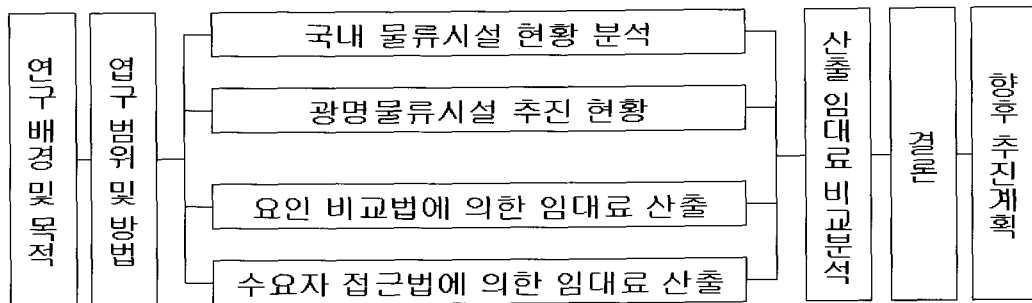 연구 배경 및 목적
엽구 범위 및 방법
국내 물류시설 현황 분석
광명물류시설 추진 현황
요인 비교법에 의한 임대료 산출
수요자 접근법에 의한 임대료 산출
산출 임대료 비교분석
결론
향후 추진계획